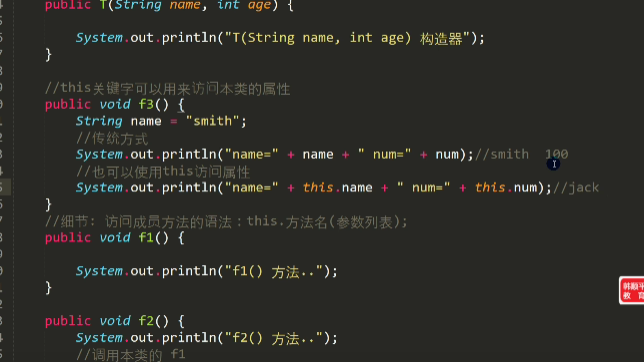 public T(String name, int age) {
System.out.println("T(String name, int age) 构造器");
}
//this关键字可以用来访问本类的属性
public void f3() {
String name = "smith";
//传统方式
System.out.println("name=" + name + " num=" + num);//smith  100
//也可以使用this访问属性
System.out.println("name=" + this.name + " num=" + this.num);//jack
}
//细节: 访问成员方法的语法：this.方法名(参数列表);
public void f1() {
System.out.println("f1() 方法..");
}
public void f2() {
System.out.println("f2() 方法..");
//调用本类的 f1
韩顺平
教育